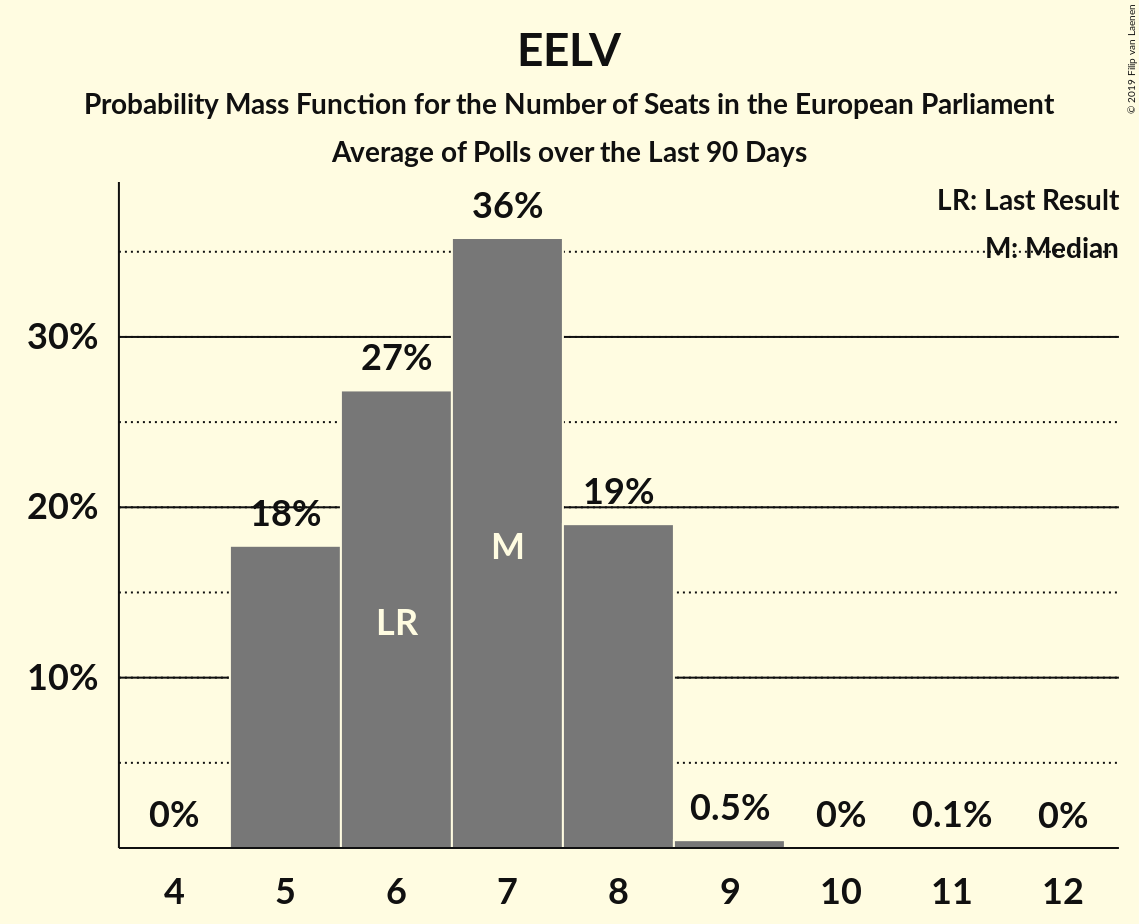 EELV
Probability Mass Function for the Number of Seats in the European Parliament
Average of Polls over the Last 90 Days
© 2019 Filip van Laenen
LR: Last Result
M: Median
36%
30%
27%
20%
18%
19%
M
LR
10%
0%
0.5%
0%
0.1%
0%
4 5 6 7 8 9 10 11 12